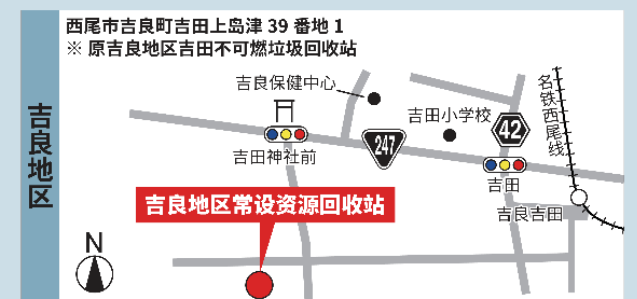 西尾市吉良町吉田上岛津 39 番地 1
※ 原吉良地区吉田不可燃垃圾回收站
吉良地区
吉良保健中心
名铁西尾线
吉田小学校
42
247
吉田神社前
吉田
吉良地区常设资源回收站
吉良吉田
N